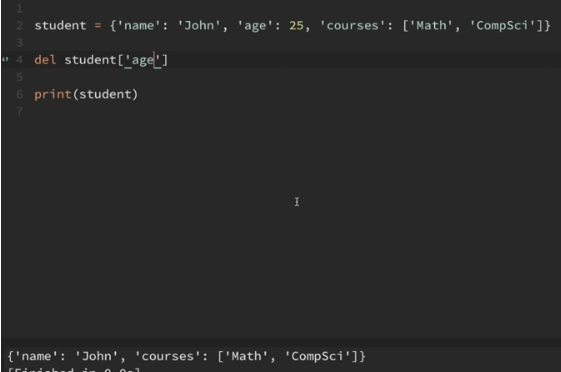 1
2 student = {'name': 'John', 'age': 25, 'courses': ['Math', 'CompSci']}
3
4 del student['age']
5
6 print(student)
7
{'name': 'John', 'courses': ['Math', 'CompSci']}
[Finished in 0.0s]